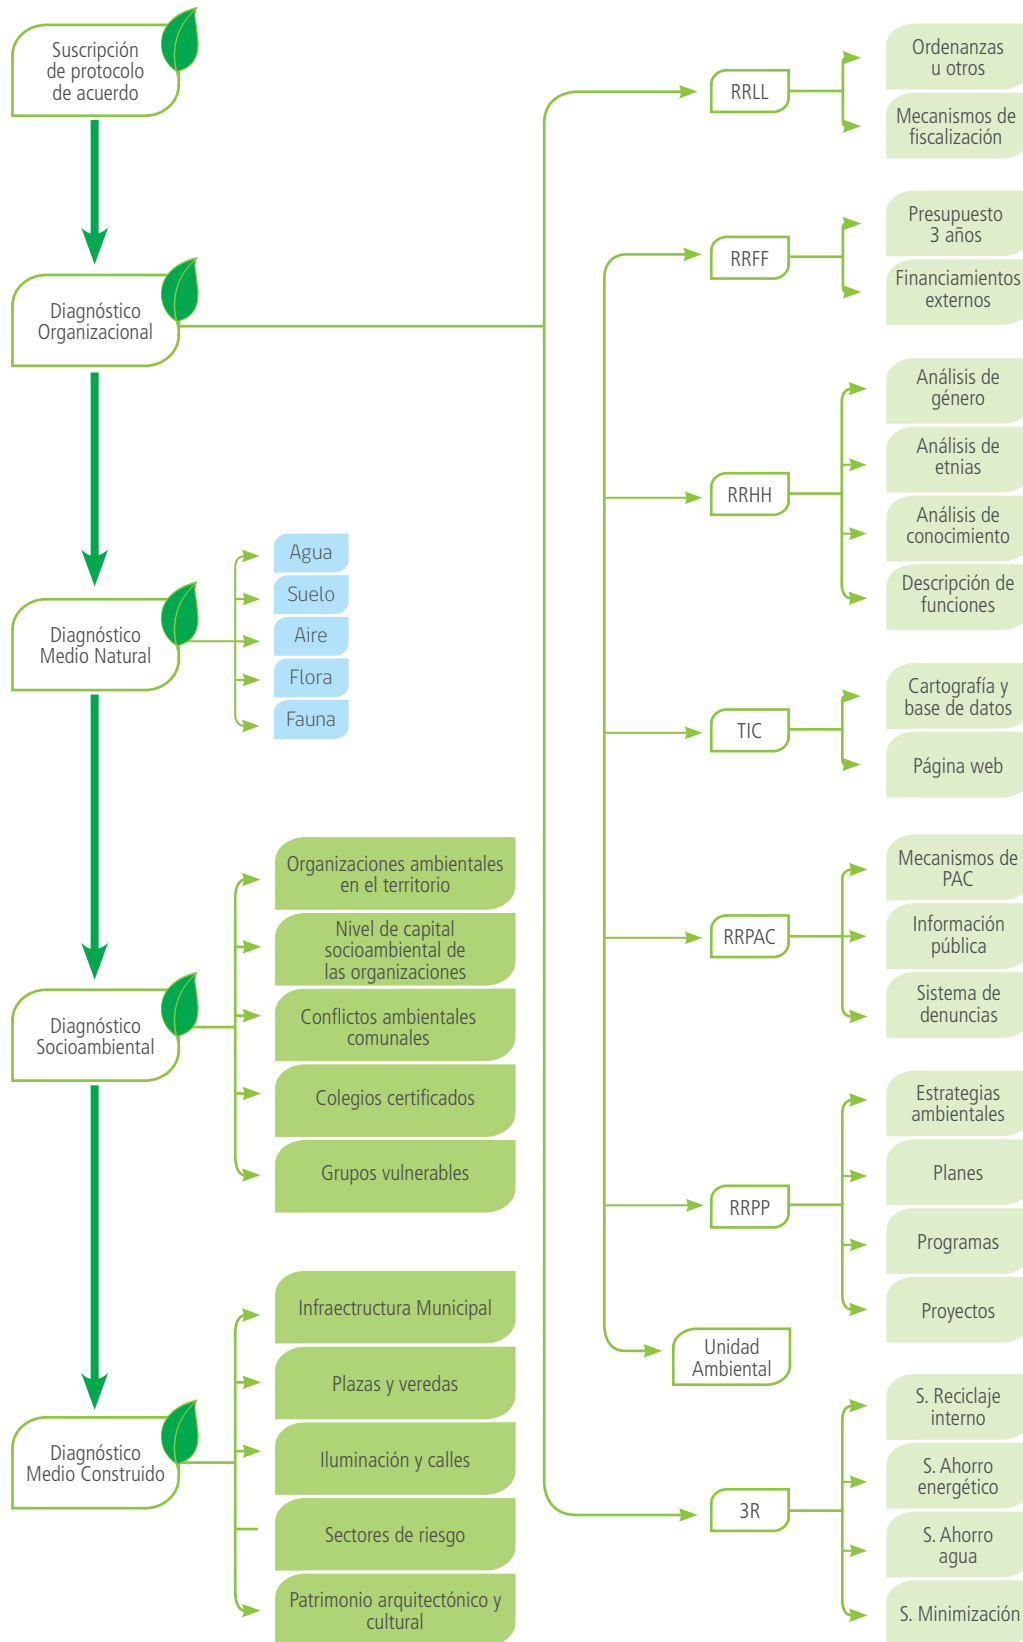 Suscripción
de protocolo
de acuerdo
Diagnóstico
Organizacional
Diagnóstico
Medio Natural
Agua
Suelo
Aire
Flora
Fauna
Diagnóstico
Socioambiental
Organizaciones ambientales
en el territorio
Nivel de capital
socioambiental de
las organizaciones
Conflictos ambientales
comunales
Colegios certificados
Grupos vulnerables
Diagnóstico
Medio Construido
Infraectructura Municipal
Plazas y veredas
Iluminación y calles
Sectores de riesgo
Patrimonio arquitectónico y
cultural
RRLL
Ordenanzas
u otros
Mecanismos de
fiscalización
RRFF
Presupuesto
3 años
Financiamientos
externos
RRHH
Análisis de
género
Análisis de
etnias
Análisis de
conocimiento
Descripción de
funciones
TIC
Cartografía y
base de datos
Página web
RRPAC
Mecanismos de
PAC
Información
pública
Sistema de
denuncias
RRPP
Estrategias
ambientales
Planes
Programas
Proyectos
Unidad
Ambiental
3R
S. Reciclaje
interno
S. Ahorro
energético
S. Ahorro
agua
S. Minimización